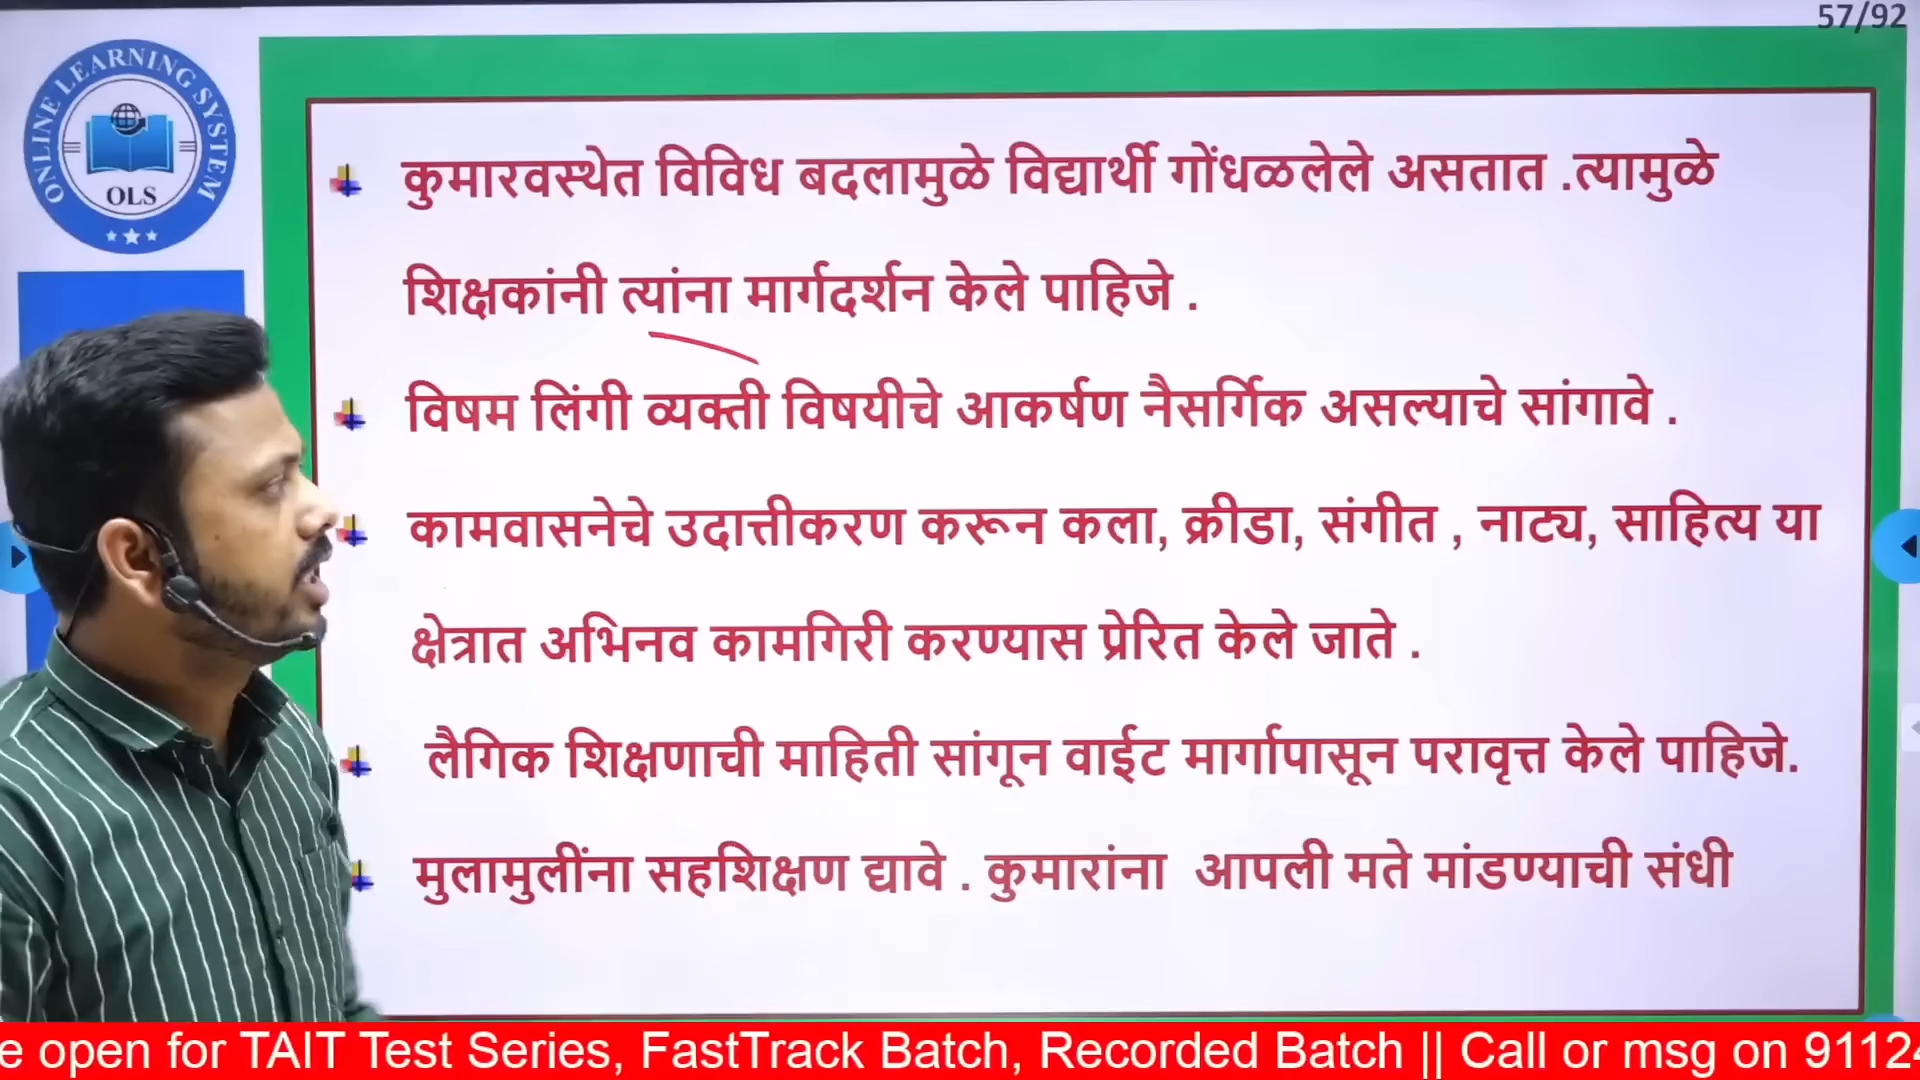 57/92
ONLINE LEARNING SYSTEM
OLS
कुमारवस्थेत विविध बदलामुळे विद्यार्थी गोंधळलेले असतात .त्यामुळे
शिक्षकांनी त्यांना मार्गदर्शन केले पाहिजे .
विषम लिंगी व्यक्ती विषयीचे आकर्षण नैसर्गिक असल्याचे सांगावे .
कामवासनेचे उदात्तीकरण करून कला, क्रीडा, संगीत , नाट्य, साहित्य या
क्षेत्रात अभिनव कामगिरी करण्यास प्रेरित केले जाते .
लैगिक शिक्षणाची माहिती सांगून वाईट मार्गापासून परावृत्त केले पाहिजे.
मुलामुलींना सहशिक्षण द्यावे . कुमारांना आपली मते मांडण्याची संधी
e open for TAIT Test Series, FastTrack Batch, Recorded Batch || Call or msg on 9112